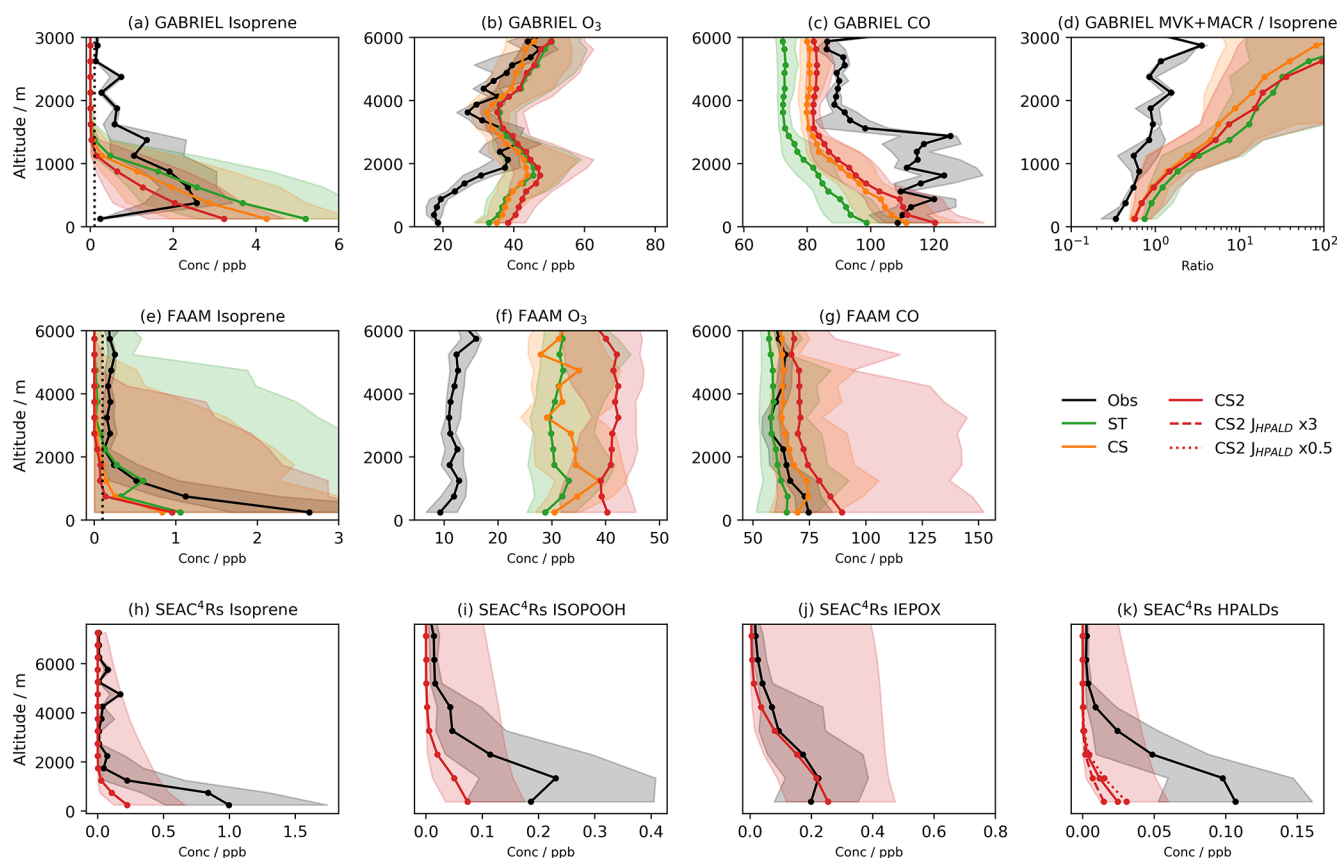 (a) GABRIEL Isoprene
(b) GABRIEL O₃
(c) GABRIEL CO
(d) GABRIEL MVK+MACR / Isoprene
Altitude / m
3000
2000
1000
0
0 2 4 6
Conc / ppb
6000
4000
2000
0
20 40 60 80
Conc / ppb
6000
4000
2000
0
60 80 100 120
Conc / ppb
3000
2000
1000
0
10⁻¹ 10⁰ 10¹ 10²
Ratio
(e) FAAM Isoprene
(f) FAAM O₃
(g) FAAM CO
Altitude / m
6000
4000
2000
0
0 1 2 3
Conc / ppb
6000
4000
2000
0
10 20 30 40 50
Conc / ppb
6000
4000
2000
0
50 75 100 125 150
Conc / ppb
Obs
ST
CS
CS2
CS2 J_HPALD x3
CS2 J_HPALD x0.5
(h) SEAC⁴Rs Isoprene
(i) SEAC⁴Rs ISOPOOH
(j) SEAC⁴Rs IEPOX
(k) SEAC⁴Rs HPALDs
Altitude / m
6000
4000
2000
0
0.0 0.5 1.0 1.5
Conc / ppb
0.0 0.1 0.2 0.3 0.4
Conc / ppb
0.0 0.2 0.4 0.6 0.8
Conc / ppb
0.00 0.05 0.10 0.15
Conc / ppb